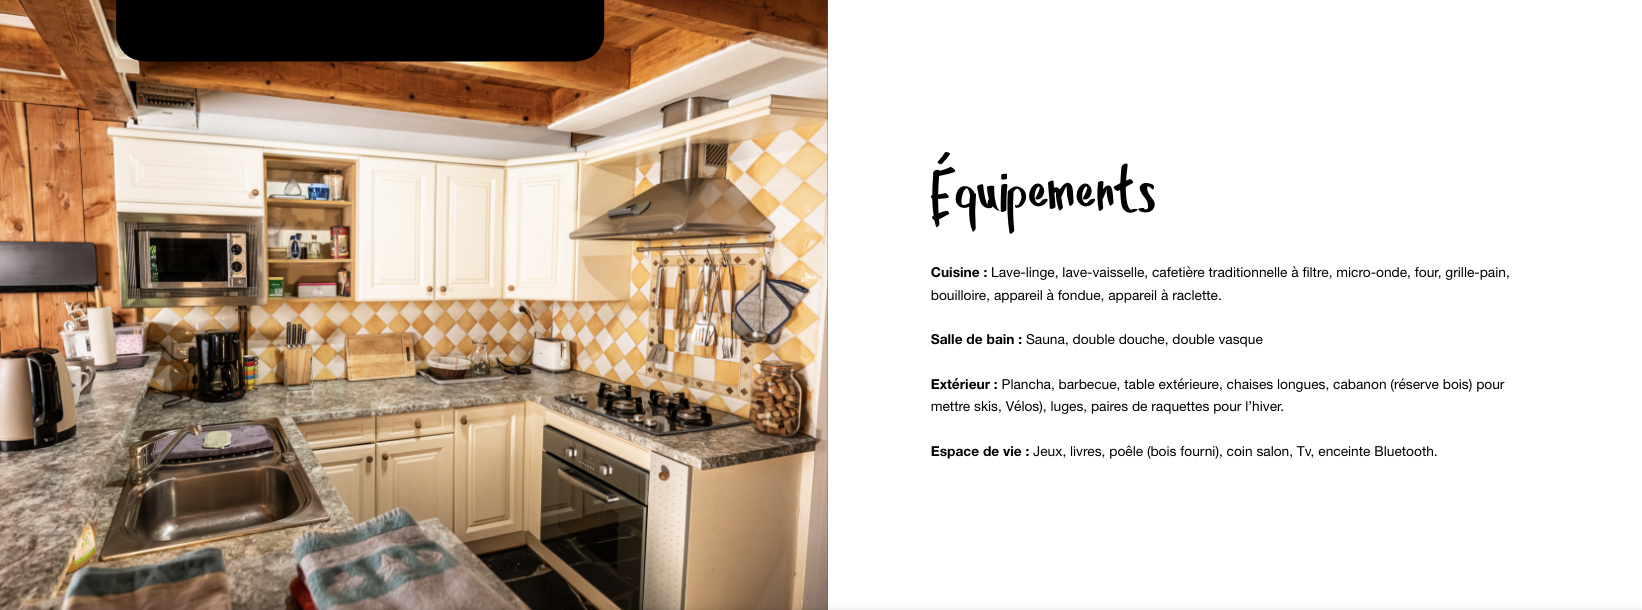 Équipements
Cuisine : Lave-linge, lave-vaisselle, cafetière traditionnelle à filtre, micro-onde, four, grille-pain,
bouilloire, appareil à fondue, appareil à raclette.
Salle de bain : Sauna, double douche, double vasque
Extérieur : Plancha, barbecue, table extérieure, chaises longues, cabanon (réserve bois) pour
mettre skis, Vélos), luges, paires de raquettes pour l’hiver.
Espace de vie : Jeux, livres, poêle (bois fourni), coin salon, Tv, enceinte Bluetooth.